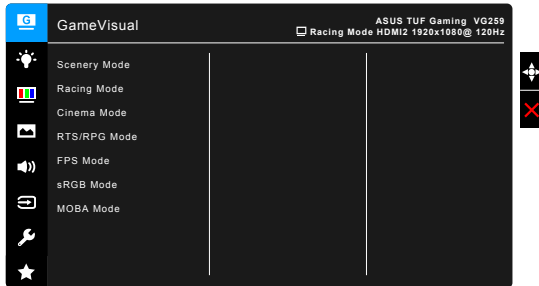 G
GameVisual
ASUS TUF Gaming VG259
Racing Mode HDMI2 1920x1080@ 120Hz
Scenery Mode
Racing Mode
Cinema Mode
RTS/RPG Mode
FPS Mode
sRGB Mode
MOBA Mode